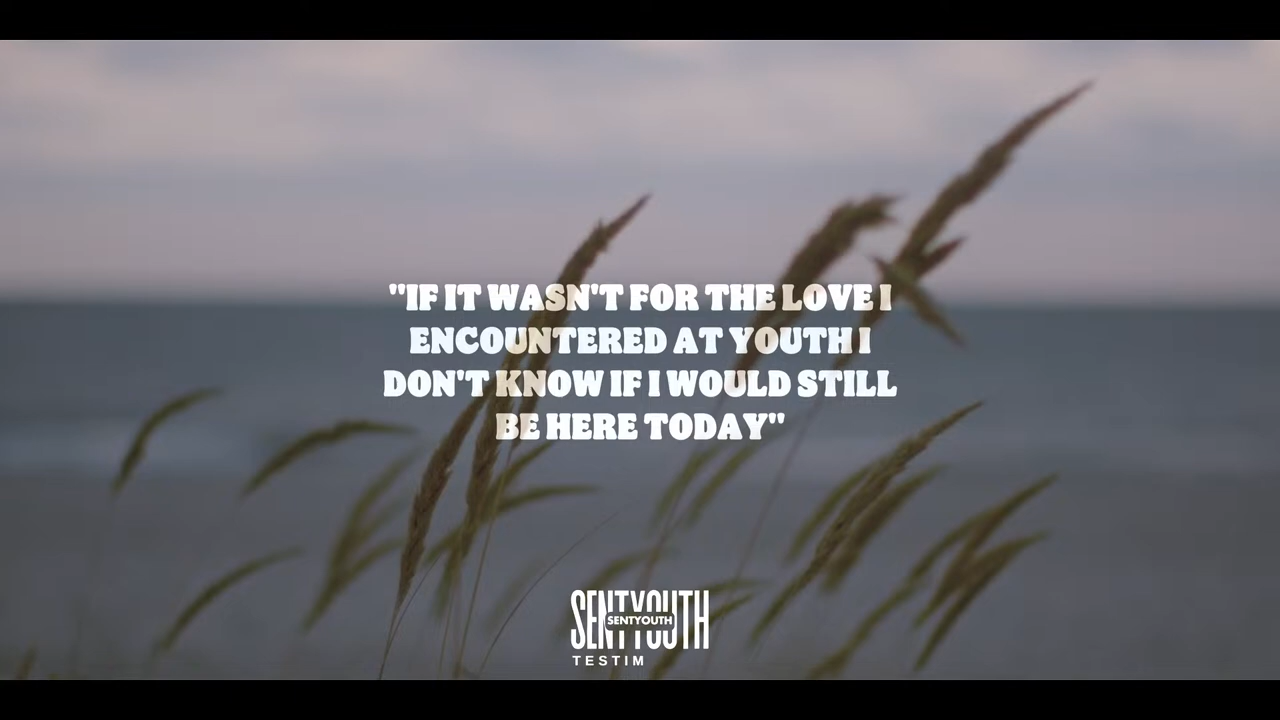 "IF IT WASN'T FOR THE LOVE I
ENCOUNTERED AT YOUTH I
DON'T KNOW IF I WOULD STILL
BE HERE TODAY"
SENTYOUTH
SENTYOUTH
TESTIM